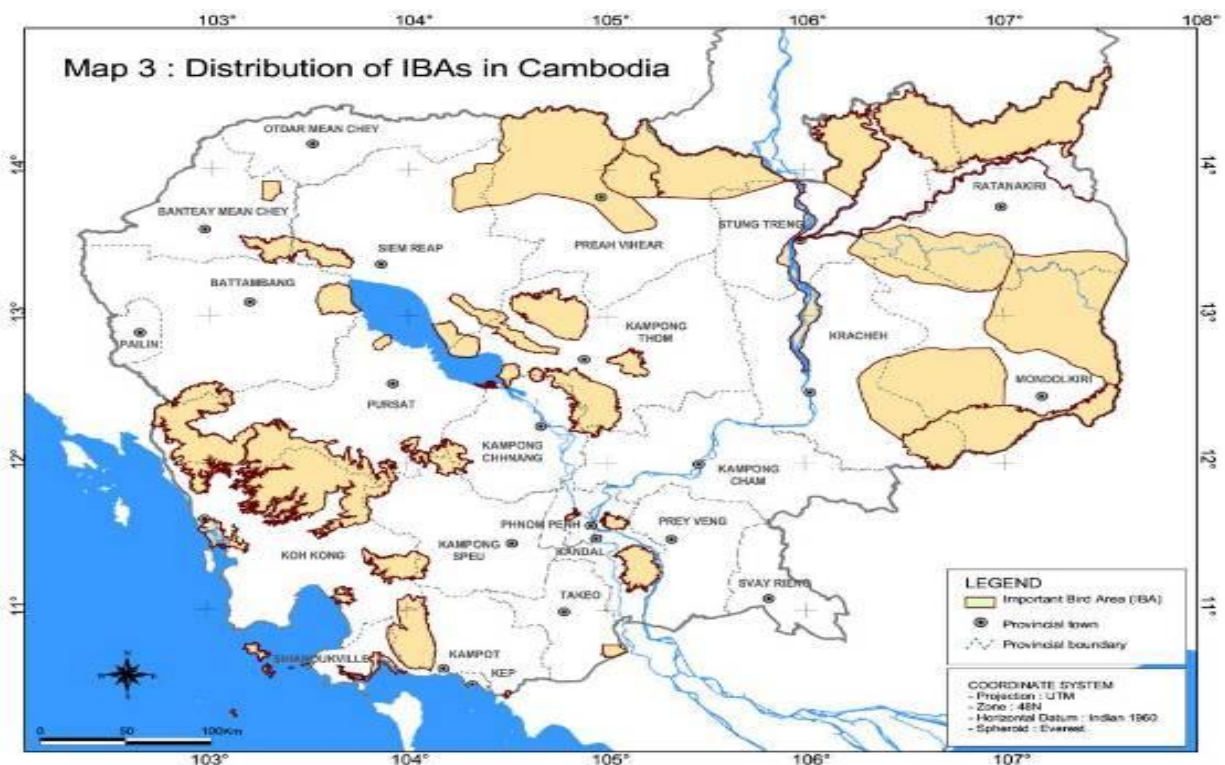 103° 104° 105° 106° 107° 108°
Map 3 : Distribution of IBAs in Cambodia
OTDAR MEAN CHEY
14° 14°
RATANAKIRI
BANTEAY MEAN CHEY
STUNG TRENG
SIEM REAP
PREAH VIHEAR
BATTAMBANG
13° 13°
KAMPONG
THOM
KRACHEH
PAILIN
MONDOLKIRI
PURSAT
KAMPONG
CHHNANG
12° 12°
KAMPONG
CHAM
PHNOM PENH
PREY VENG
KOH KONG
KAMPONG
SPEU
KANDAL
SVAY RIENG
TAKEO
11° 11°
LEGEND
Important Bird Area (IBA)
Provincial town
Provincial boundary
SIHANOUKVILLE
KAMPOT
KEP
N
COORDINATE SYSTEM
- Projection : UTM
- Zone : 48N
- Horizontal Datum : Indian 1960
- Spheroid : Everest
0 50 100Km
103° 104° 105° 106° 107°